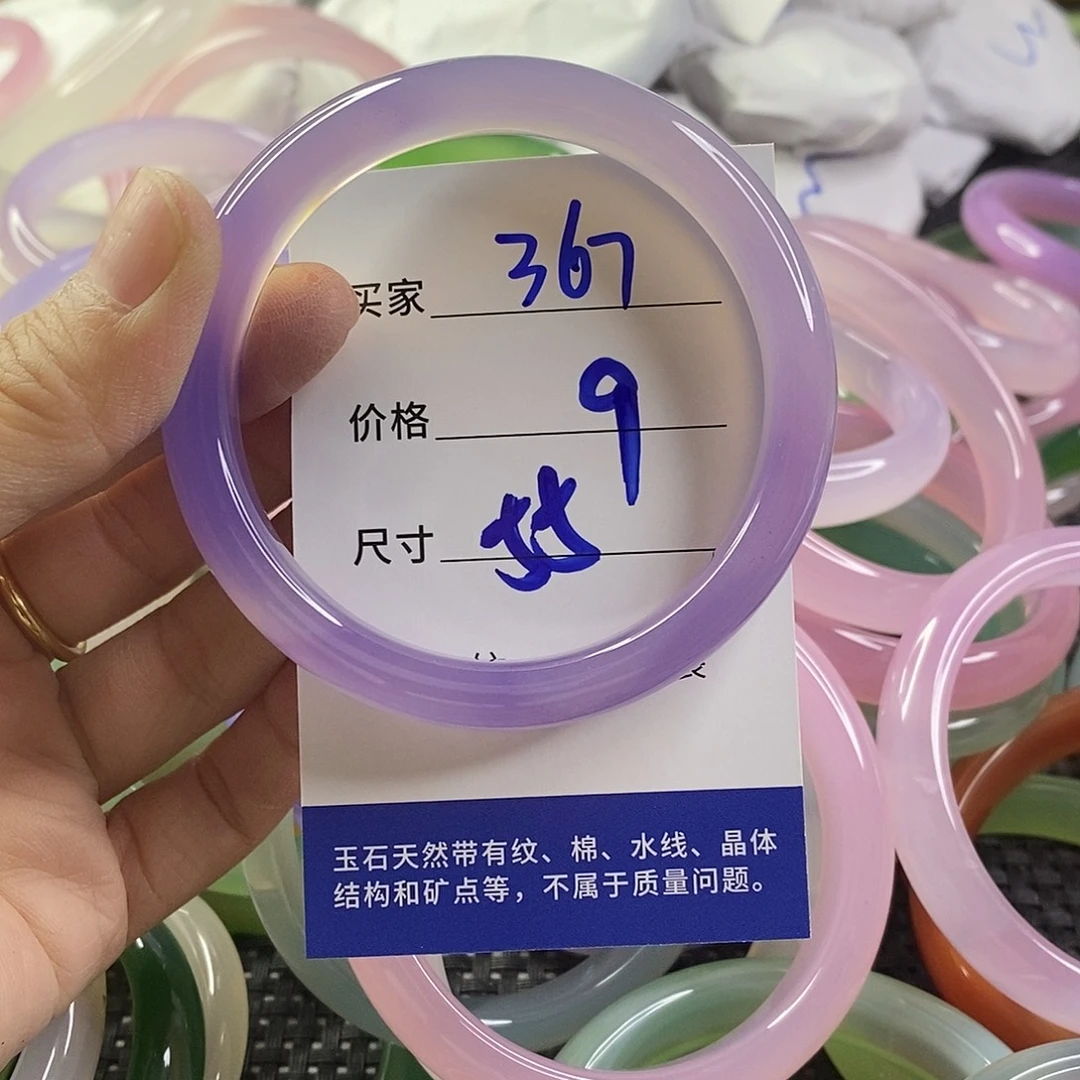 买家 367
价格 9
尺寸
玉石天然带有纹、棉、水线、晶体
结构和矿点等，不属于质量问题。